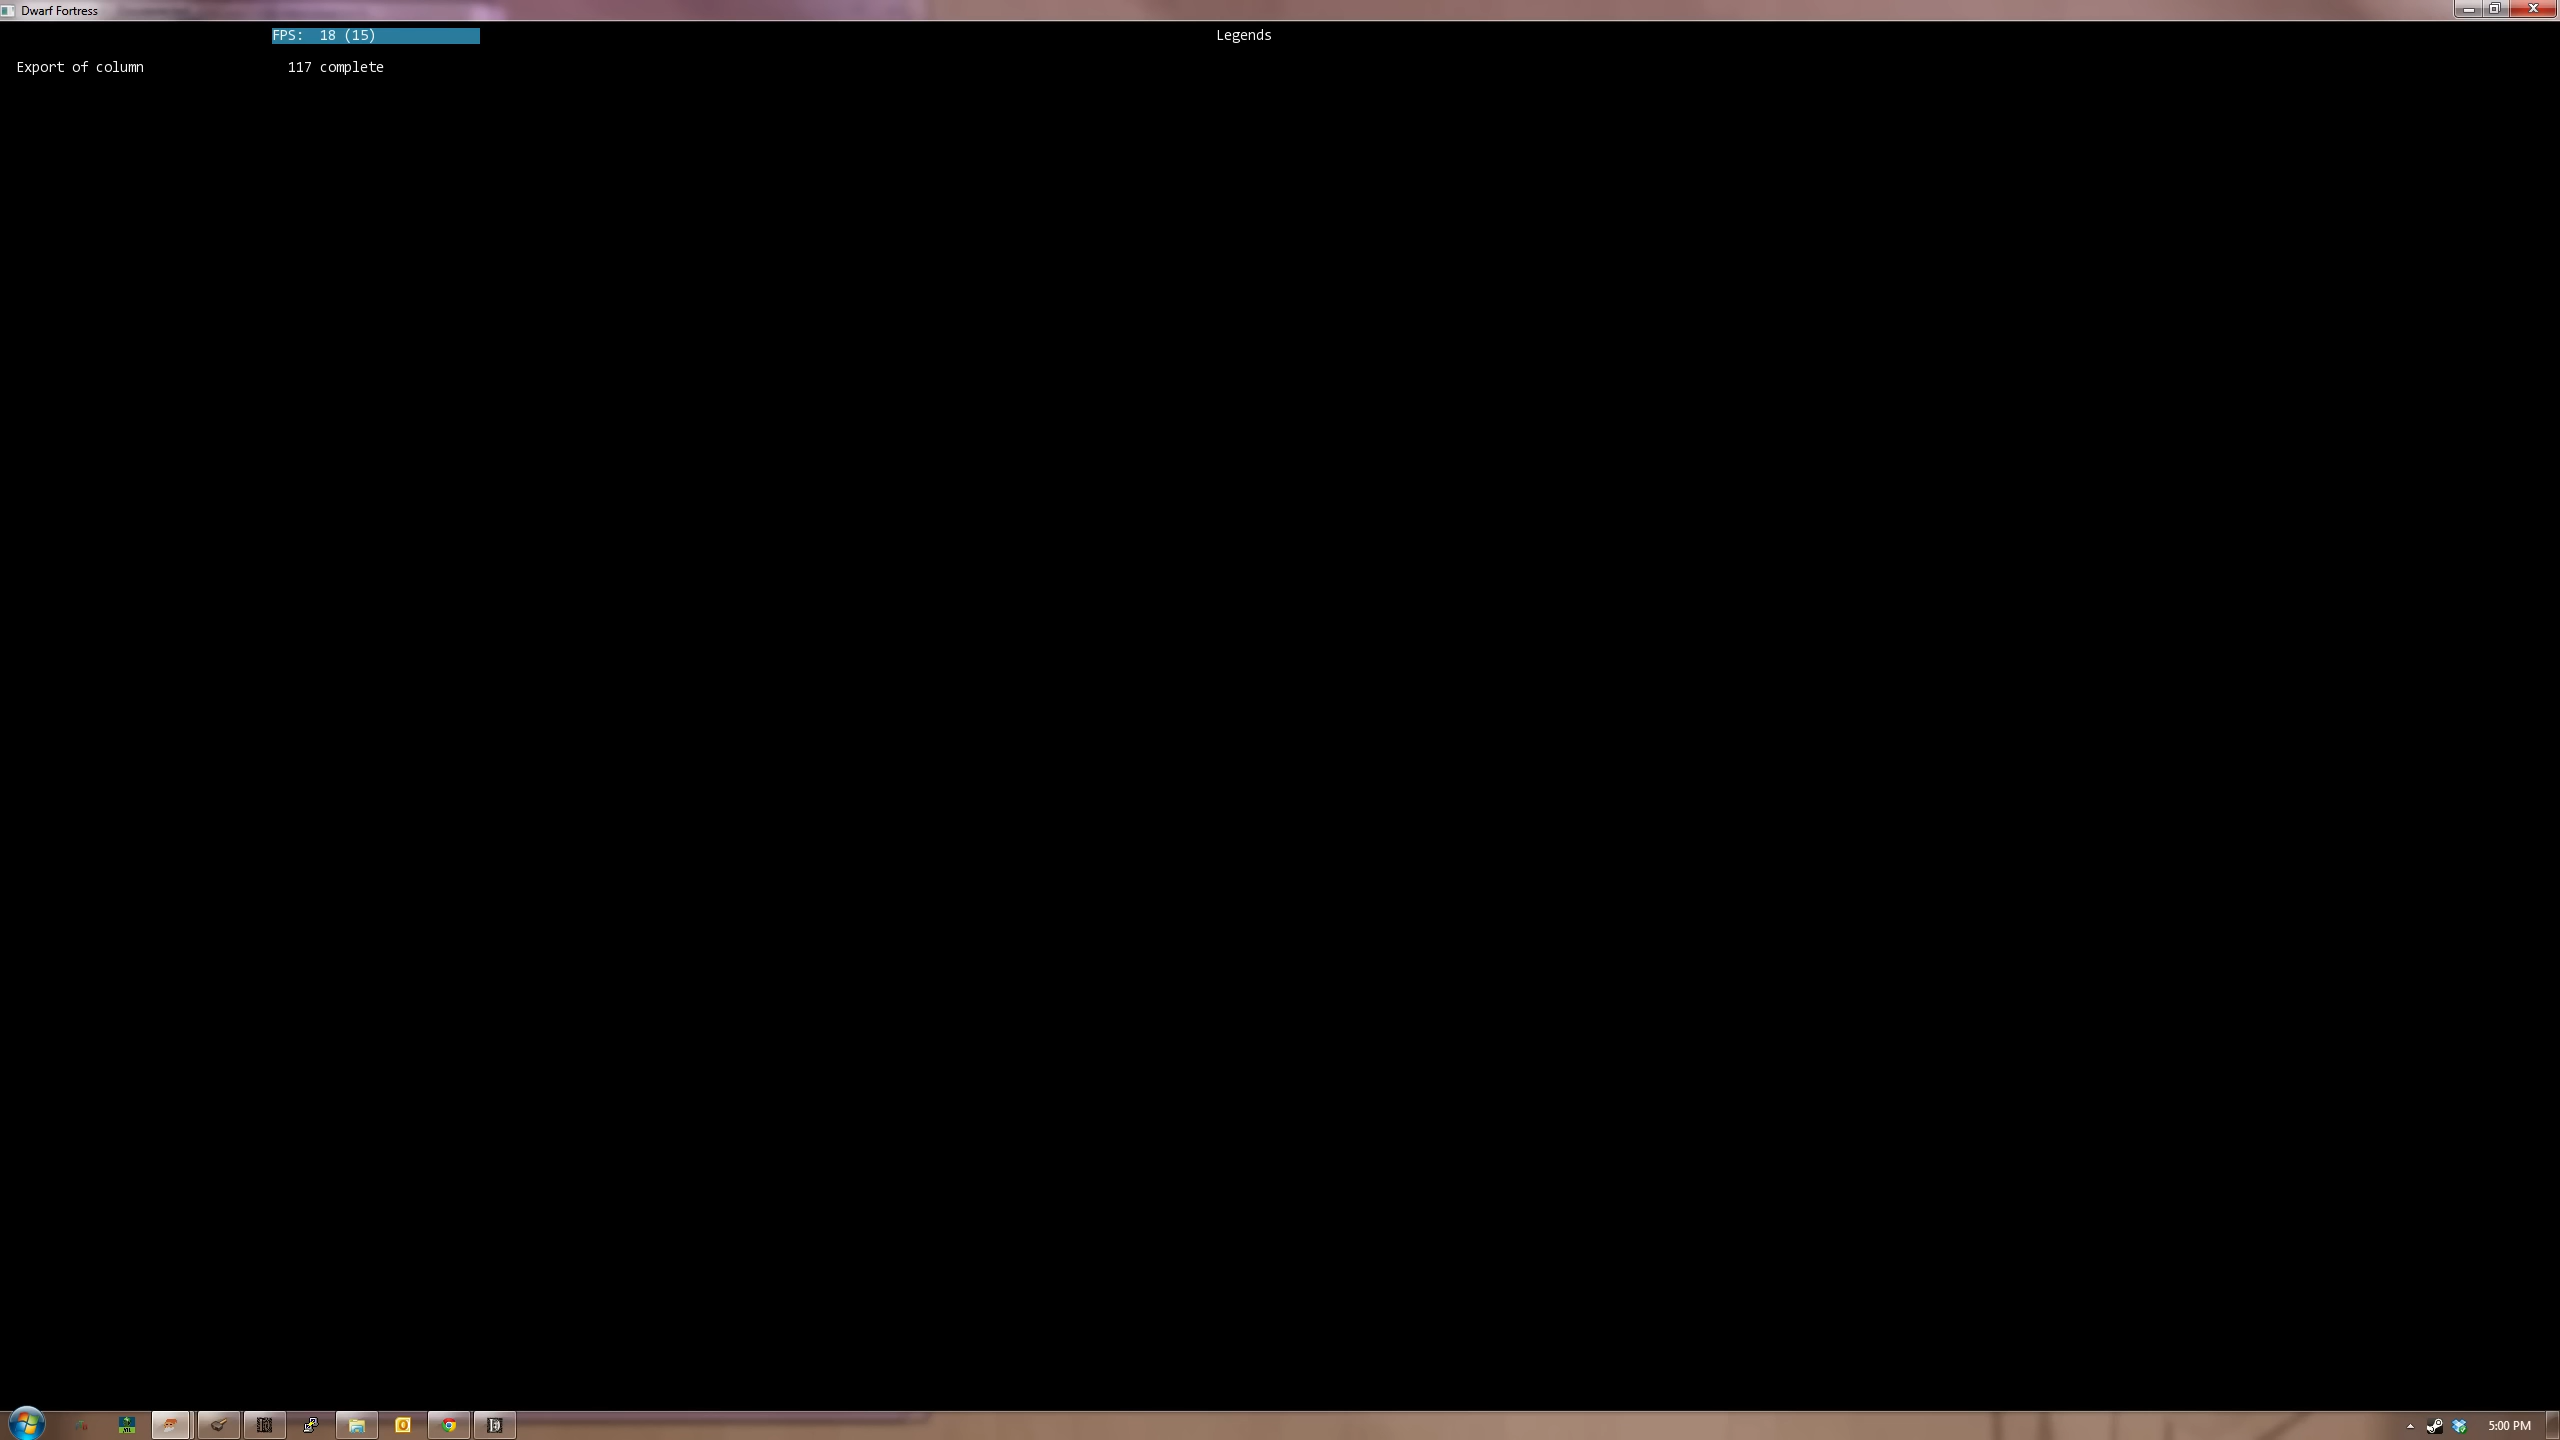 Dwarf Fortress
FPS:  18 (15)
Legends
Export of column                  117 complete
5:00 PM